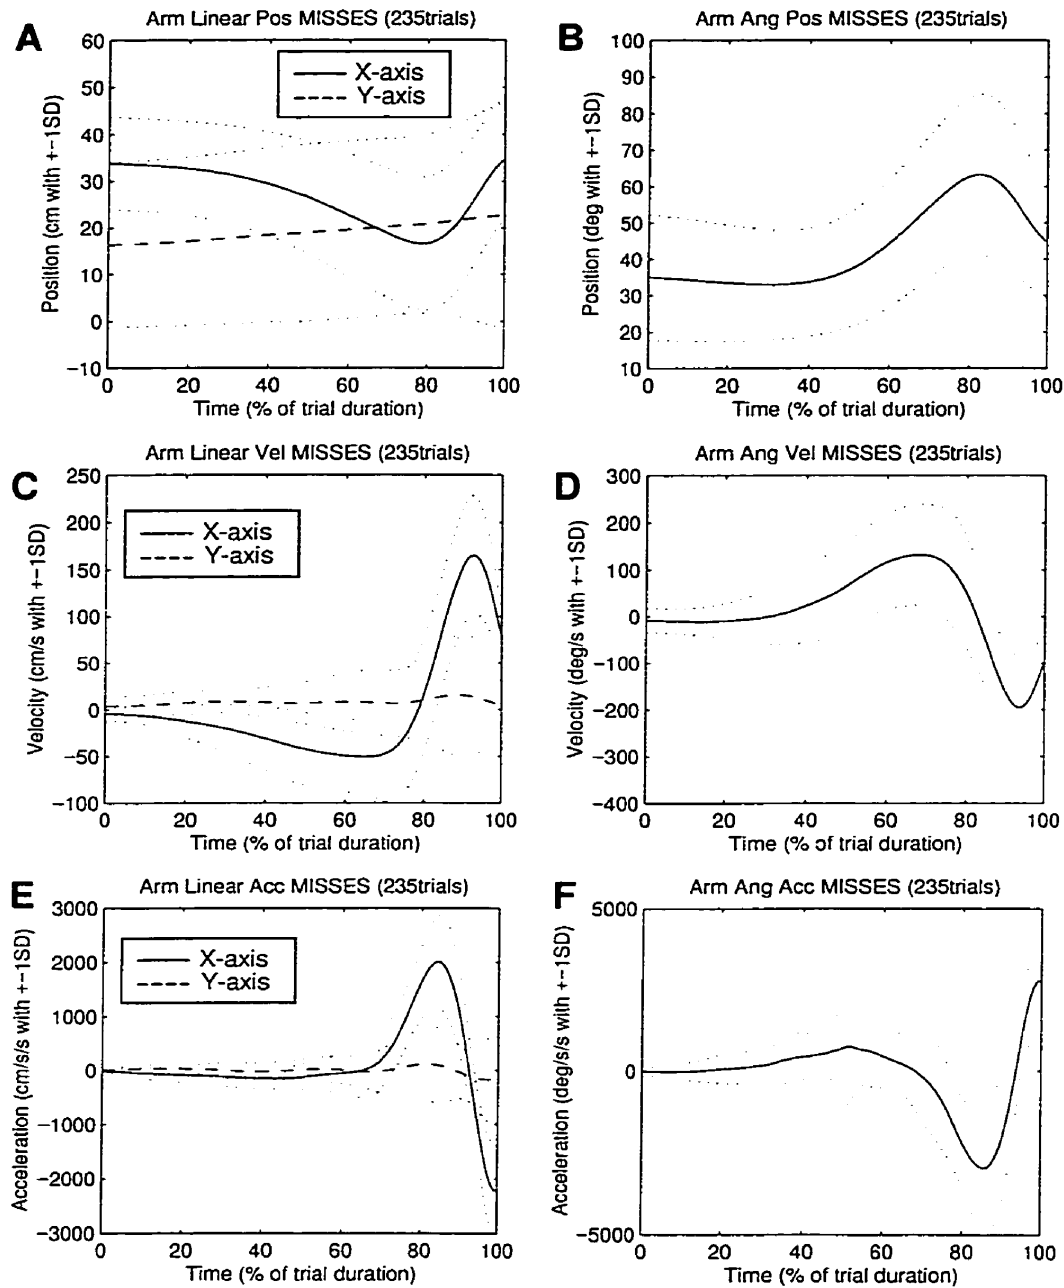 A
Arm Linear Pos MISSES (235trials)
Position (cm with +-1SD)
60
50
40
30
20
10
0
-10
X-axis
Y-axis
0 20 40 60 80 100
Time (% of trial duration)
B
Arm Ang Pos MISSES (235trials)
Position (deg with +-1SD)
100
90
80
70
60
50
40
30
20
10
0 20 40 60 80 100
Time (% of trial duration)
C
Arm Linear Vel MISSES (235trials)
Velocity (cm/s with +-1SD)
250
200
150
100
50
0
-50
-100
X-axis
Y-axis
0 20 40 60 80 100
Time (% of trial duration)
D
Arm Ang Vel MISSES (235trials)
Velocity (deg/s with +-1SD)
300
200
100
0
-100
-200
-300
-400
0 20 40 60 80 100
Time (% of trial duration)
E
Arm Linear Acc MISSES (235trials)
Acceleration (cm/s/s with +-1SD)
3000
2000
1000
0
-1000
-2000
-3000
X-axis
Y-axis
0 20 40 60 80 100
Time (% of trial duration)
F
Arm Ang Acc MISSES (235trials)
Acceleration (deg/s/s with +-1SD)
5000
0
-5000
0 20 40 60 80 100
Time (% of trial duration)